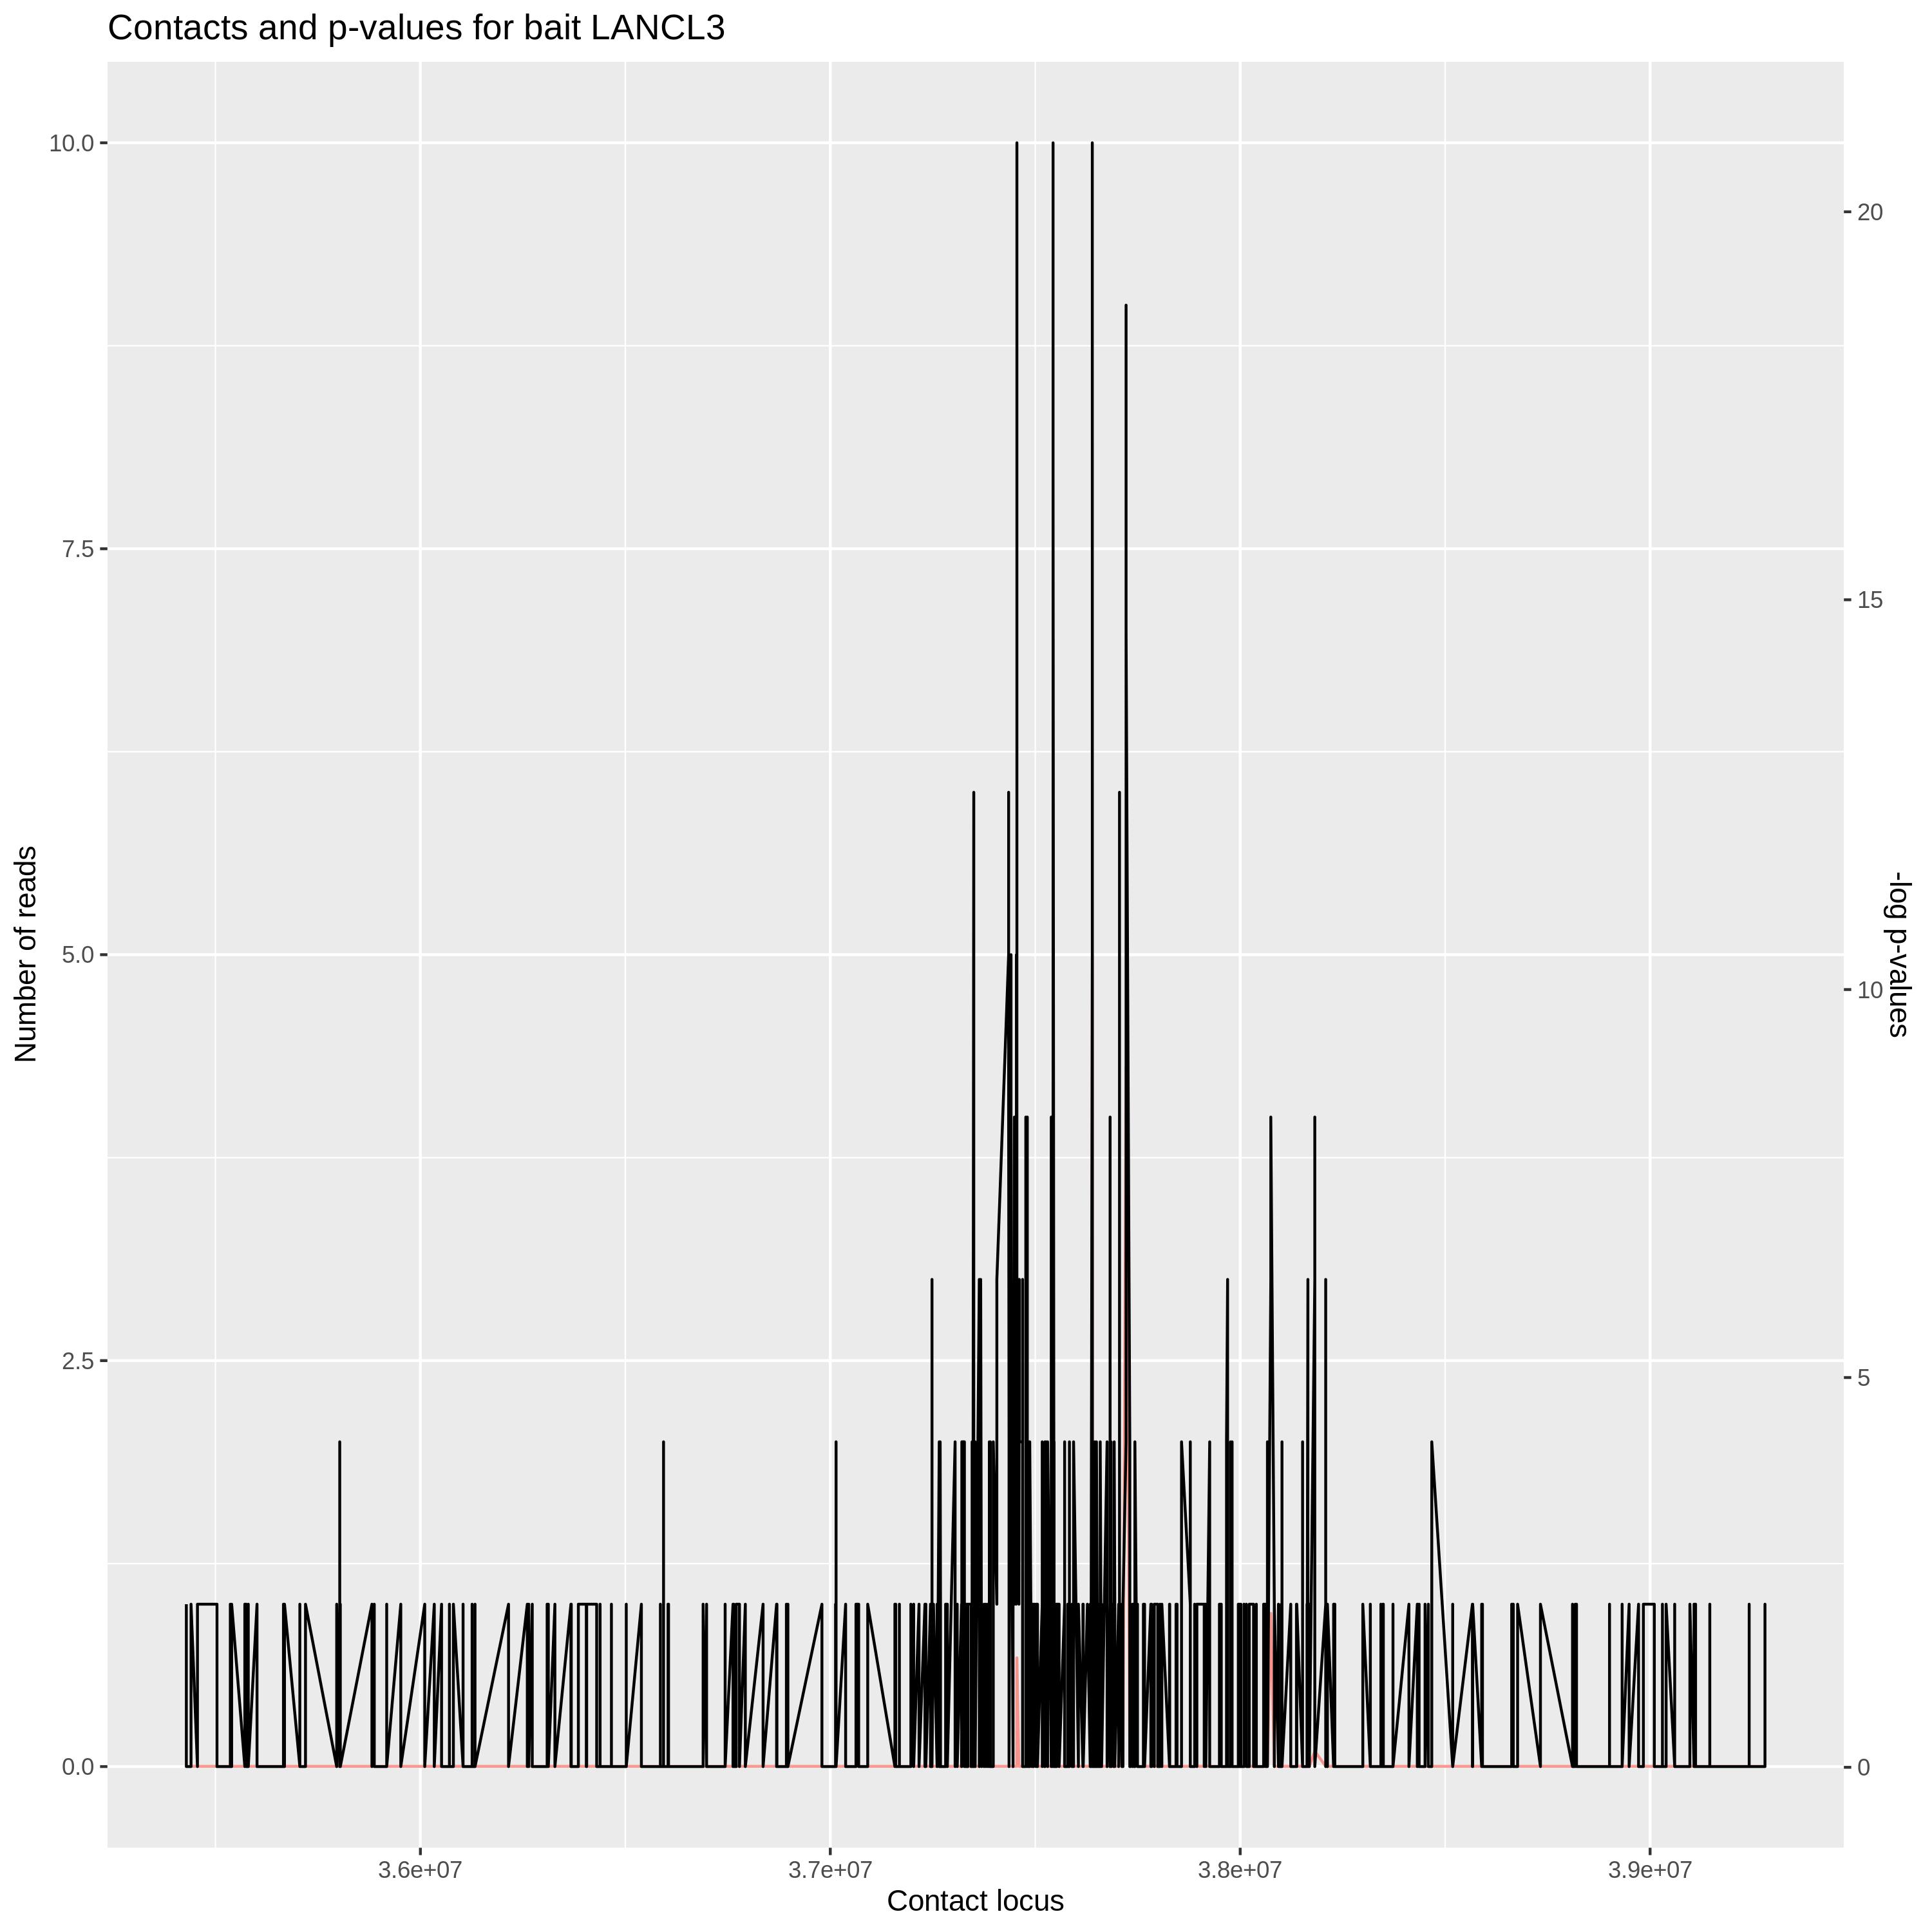 Contacts and p-values for bait LANCL3
10.0
7.5
5.0
2.5
0.0
Number of reads
20
15
10
5
0
-log p-values
3.6e+07
3.7e+07
3.8e+07
3.9e+07
Contact locus